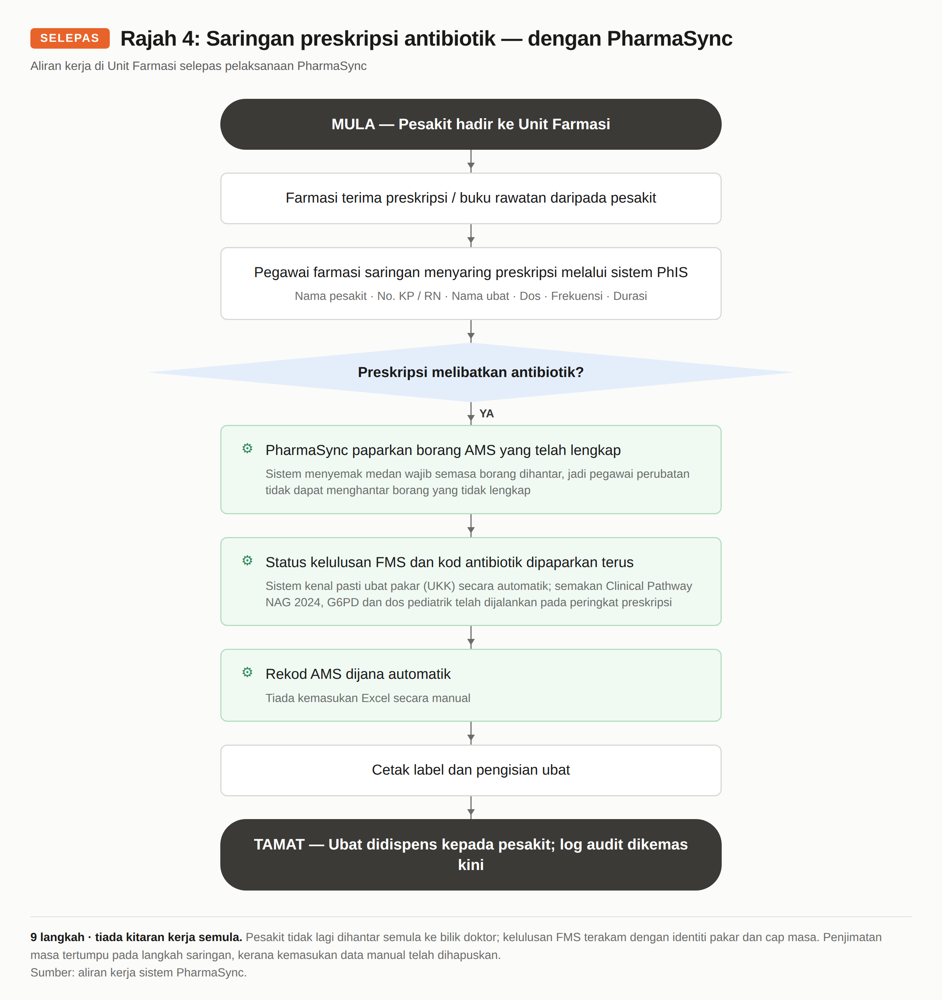 SELEPAS
Rajah 4: Saringan preskripsi antibiotik — dengan PharmaSync
Aliran kerja di Unit Farmasi selepas pelaksanaan PharmaSync
MULA — Pesakit hadir ke Unit Farmasi
Farmasi terima preskripsi / buku rawatan daripada pesakit
Pegawai farmasi saringan menyaring preskripsi melalui sistem PhIS
Nama pesakit · No. KP / RN · Nama ubat · Dos · Frekuensi · Durasi
Preskripsi melibatkan antibiotik?
YA
⚙ PharmaSync paparkan borang AMS yang telah lengkap
Sistem menyemak medan wajib semasa borang dihantar, jadi pegawai perubatan
tidak dapat menghantar borang yang tidak lengkap
⚙ Status kelulusan FMS dan kod antibiotik dipaparkan terus
Sistem kenal pasti ubat pakar (UKK) secara automatik; semakan Clinical Pathway
NAG 2024, G6PD dan dos pediatrik telah dijalankan pada peringkat preskripsi
⚙ Rekod AMS dijana automatik
Tiada kemasukan Excel secara manual
Cetak label dan pengisian ubat
TAMAT — Ubat didispens kepada pesakit; log audit dikemas
kini
9 langkah · tiada kitaran kerja semula. Pesakit tidak lagi dihantar semula ke bilik doktor; kelulusan FMS terakam dengan identiti pakar dan cap masa. Penjimatan
masa tertumpu pada langkah saringan, kerana kemasukan data manual telah dihapuskan.
Sumber: aliran kerja sistem PharmaSync.